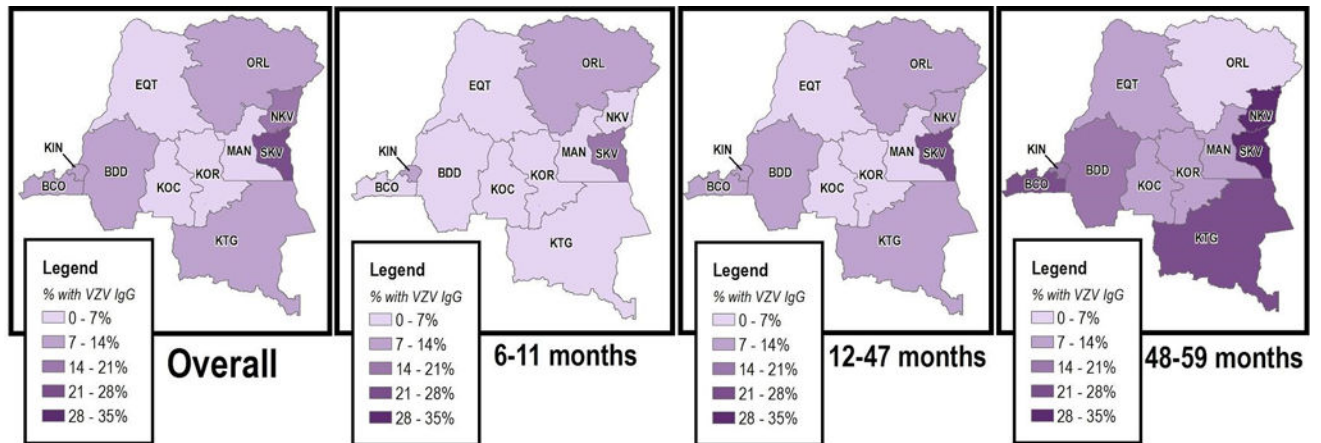 ORL
EQT
NKV
KIN
MAN
SKV
KOR
BDD
BCO
KOC
KTG
Legend
% with VZV IgG
0 - 7%
7 - 14%
14 - 21%
21 - 28%
28 - 35%
Overall
ORL
EQT
NKV
KIN
MAN
SKV
KOR
BDD
BCO
KOC
KTG
Legend
% with VZV IgG
0 - 7%
7 - 14%
14 - 21%
21 - 28%
28 - 35%
6-11 months
ORL
EQT
NKV
KIN
MAN
SKV
KOR
BDD
BCO
KOC
KTG
Legend
% with VZV IgG
0 - 7%
7 - 14%
14 - 21%
21 - 28%
28 - 35%
12-47 months
ORL
EQT
NKV
KIN
MAN
SKV
KOR
BDD
BCO
KOC
KTG
Legend
% with VZV IgG
0 - 7%
7 - 14%
14 - 21%
21 - 28%
28 - 35%
48-59 months